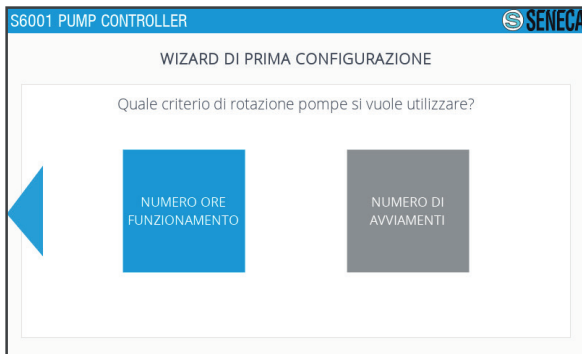 S6001 PUMP CONTROLLER
SENECA
WIZARD DI PRIMA CONFIGURAZIONE
Quale criterio di rotazione pompe si vuole utilizzare?
NUMERO ORE
FUNZIONAMENTO
NUMERO DI
AVVIAMENTI